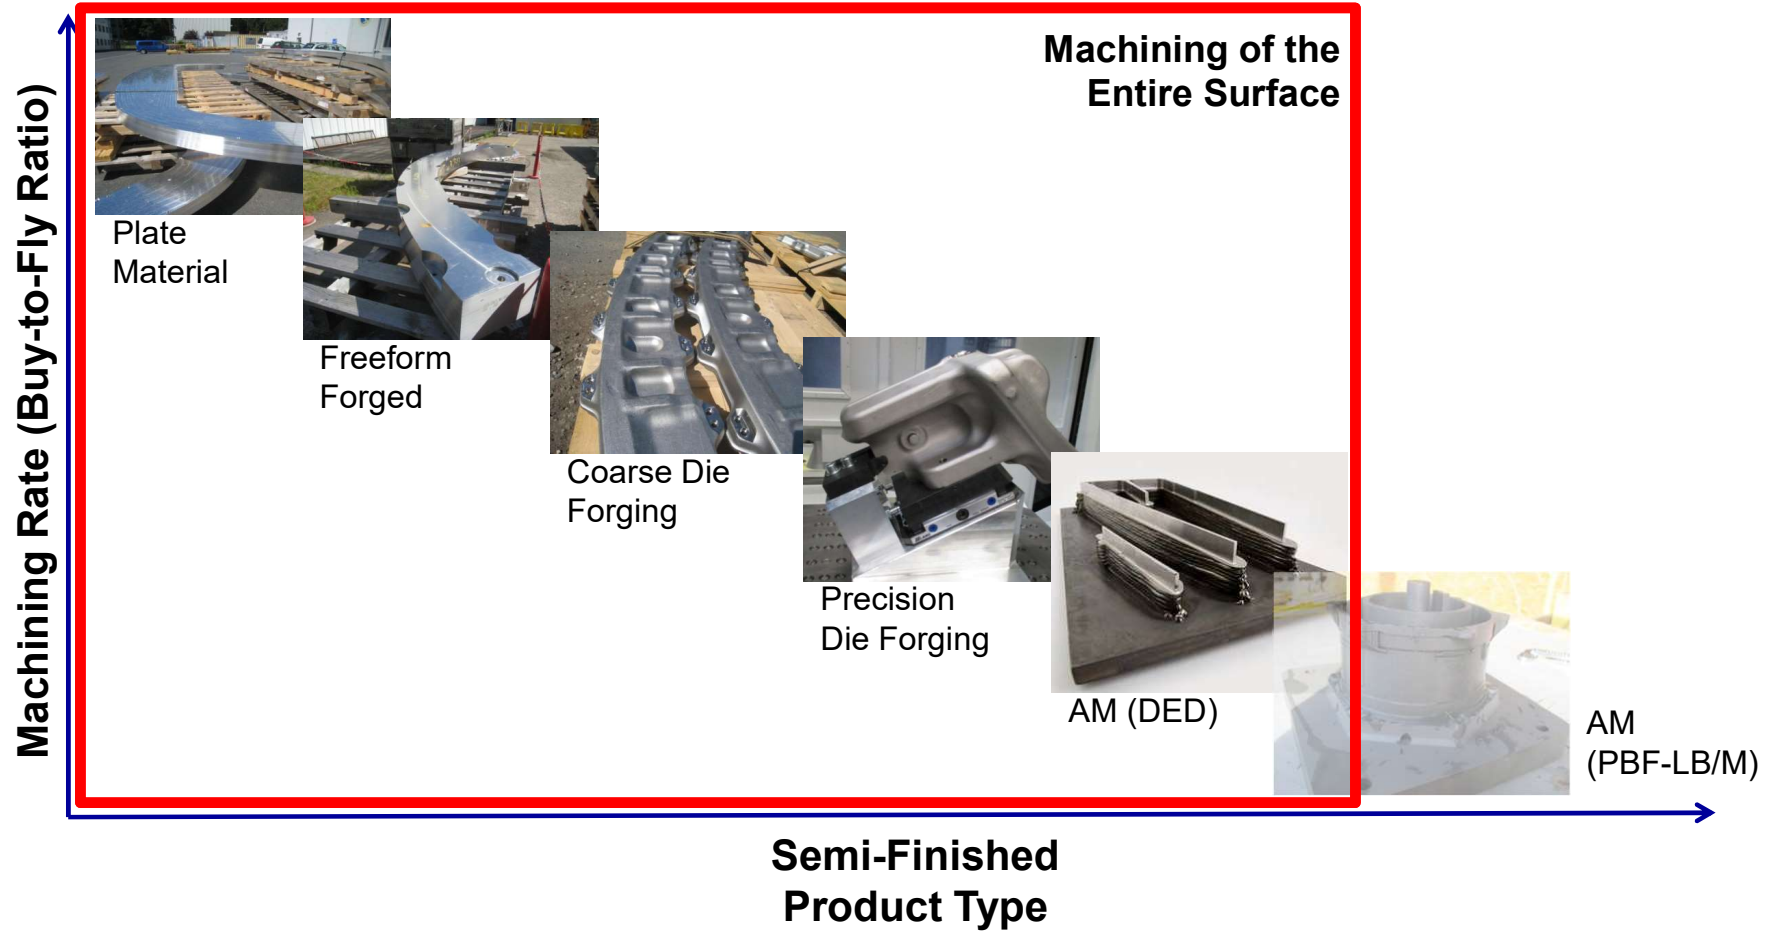 Machining Rate (Buy-to-Fly Ratio)
Machining of the
Entire Surface
Plate
Material
Freeform
Forged
Coarse Die
Forging
Precision
Die Forging
AM (DED)
AM
(PBF-LB/M)
Semi-Finished
Product Type